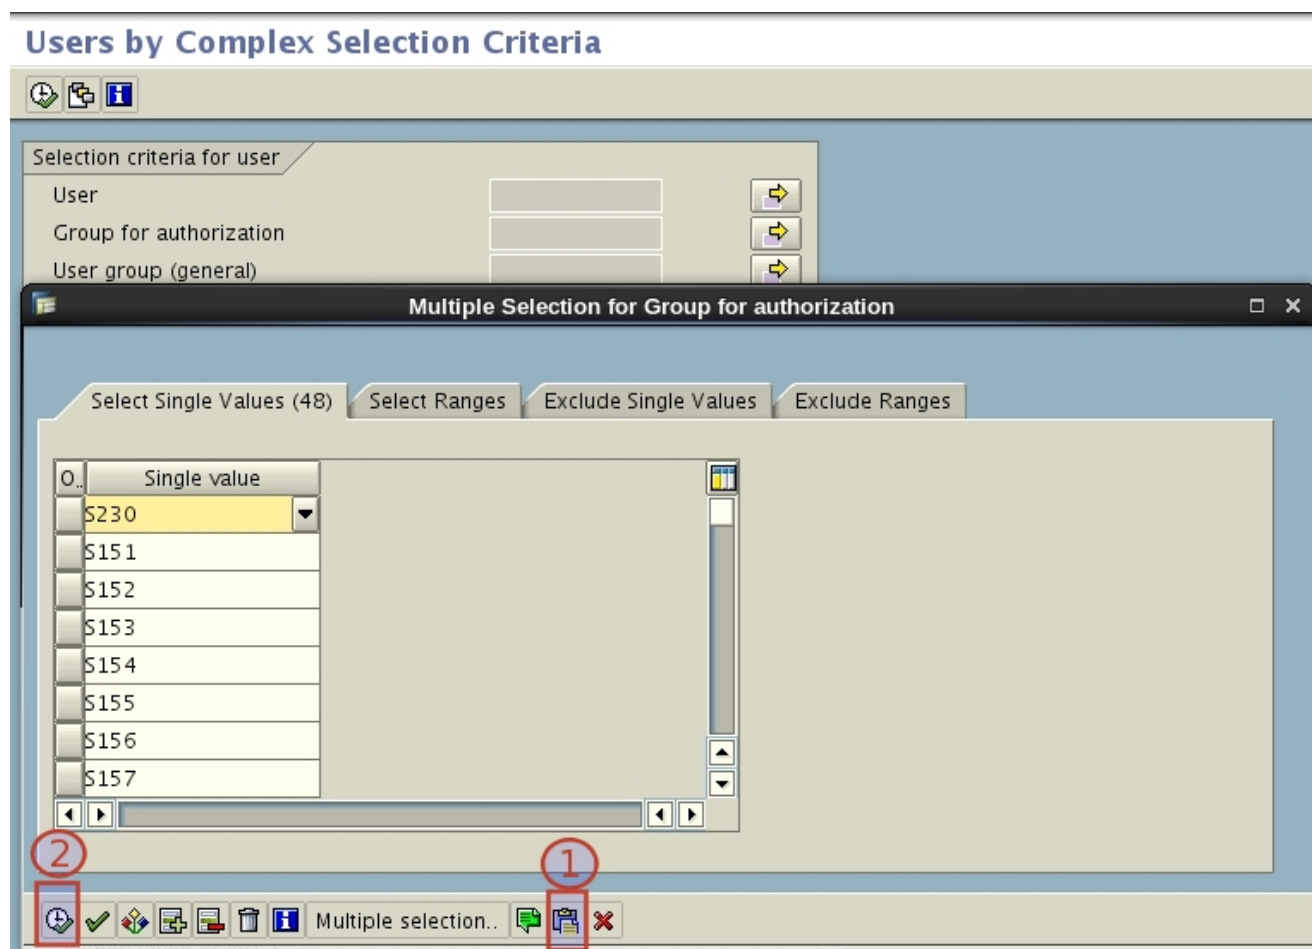 Users by Complex Selection Criteria
Selection criteria for user
User
Group for authorization
User group (general)
Multiple Selection for Group for authorization
Select Single Values (48) Select Ranges Exclude Single Values Exclude Ranges
O.. Single value
S230
S151
S152
S153
S154
S155
S156
S157
2 1
Multiple selection..